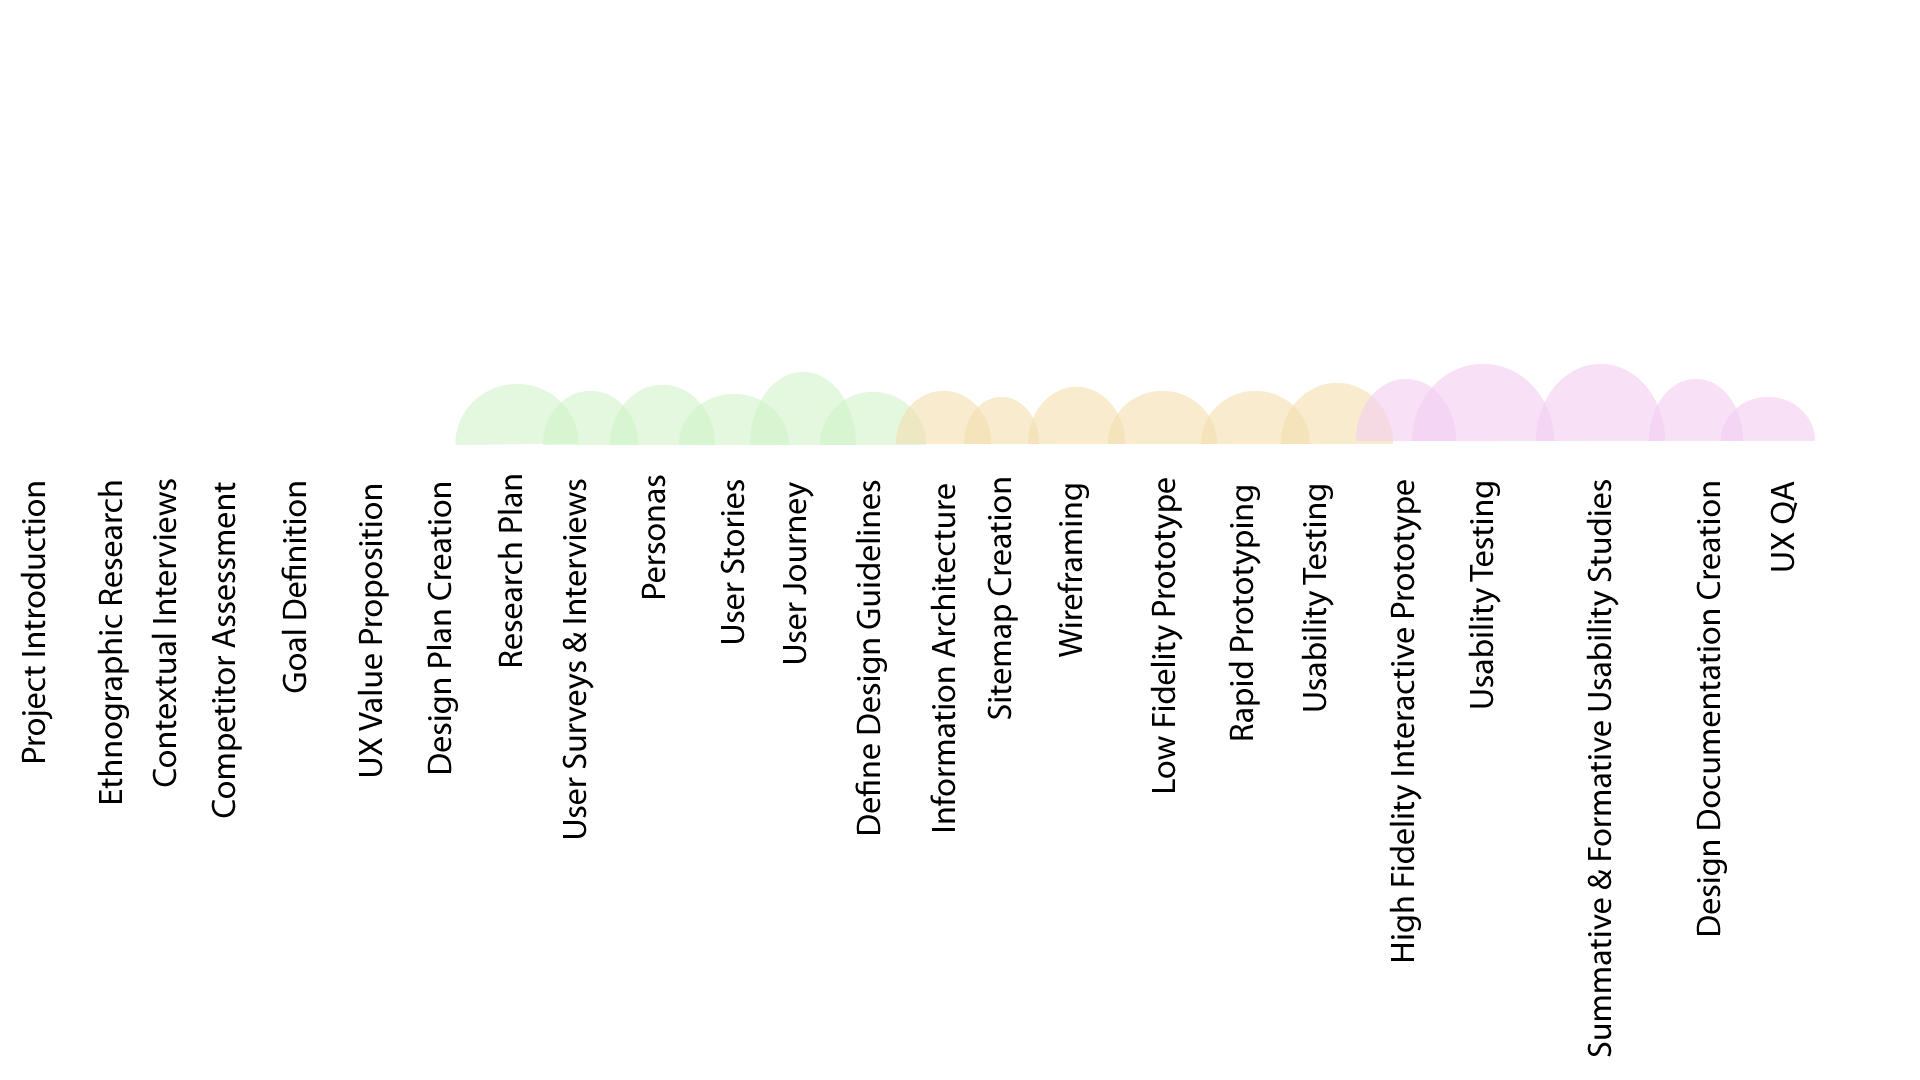 Project Introduction
Ethnographic Research
Contextual Interviews
Competitor Assessment
Goal Definition
UX Value Proposition
Design Plan Creation
Research Plan
User Surveys & Interviews
Personas
User Stories
User Journey
Define Design Guidelines
Information Architecture
Sitemap Creation
Wireframing
Low Fidelity Prototype
Rapid Prototyping
Usability Testing
High Fidelity Interactive Prototype
Usability Testing
Summative & Formative Usability Studies
Design Documentation Creation
UX QA